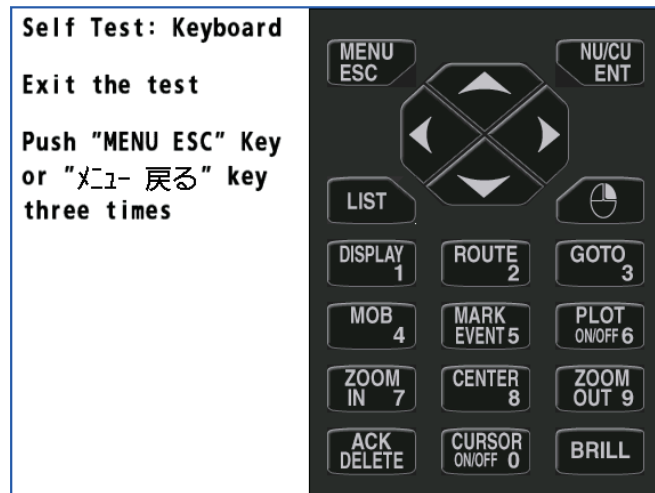 Self Test: Keyboard
Exit the test
Push "MENU ESC" Key
or "メニュー 戻る" key
three times
MENU
ESC
NU/CU
ENT
LIST
DISPLAY
1
ROUTE
2
GOTO
3
MOB
4
MARK
EVENT 5
PLOT
ON/OFF 6
ZOOM
IN 7
CENTER
8
ZOOM
OUT 9
ACK
DELETE
CURSOR
ON/OFF 0
BRILL